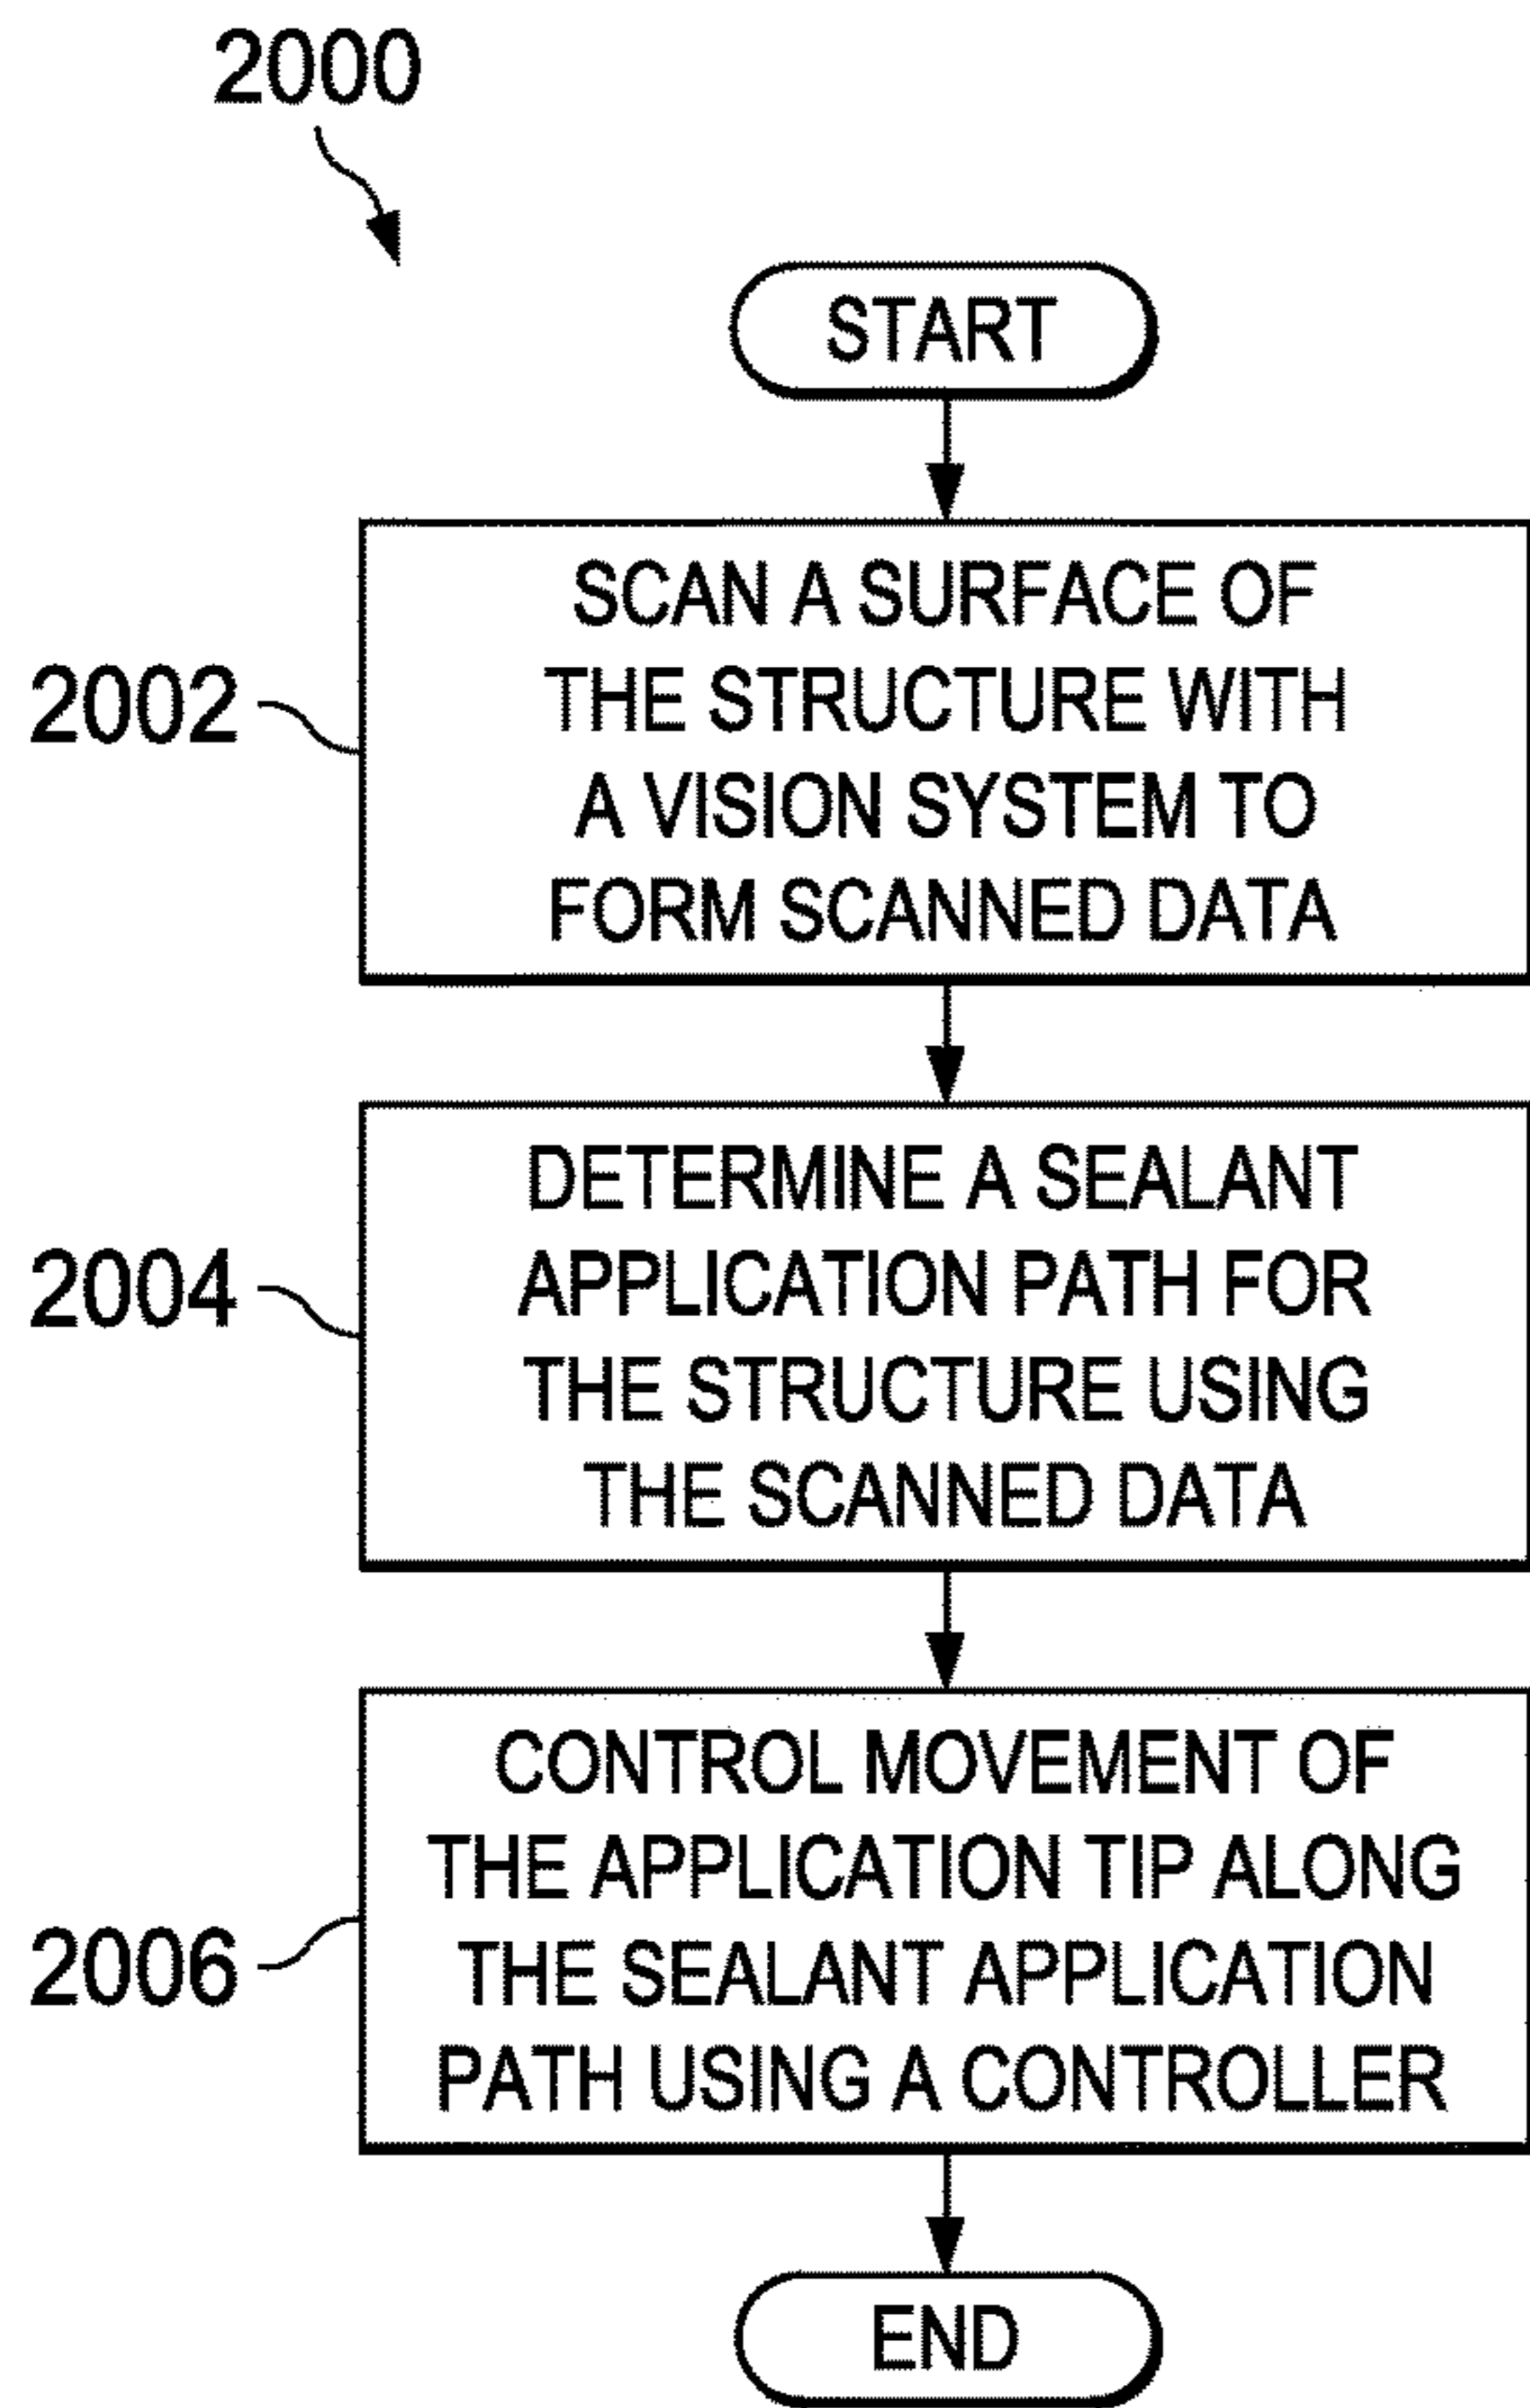 2000
START
2002
SCAN A SURFACE OF
THE STRUCTURE WITH
A VISION SYSTEM TO
FORM SCANNED DATA
2004
DETERMINE A SEALANT
APPLICATION PATH FOR
THE STRUCTURE USING
THE SCANNED DATA
2006
CONTROL MOVEMENT OF
THE APPLICATION TIP ALONG
THE SEALANT APPLICATION
PATH USING A CONTROLLER
END